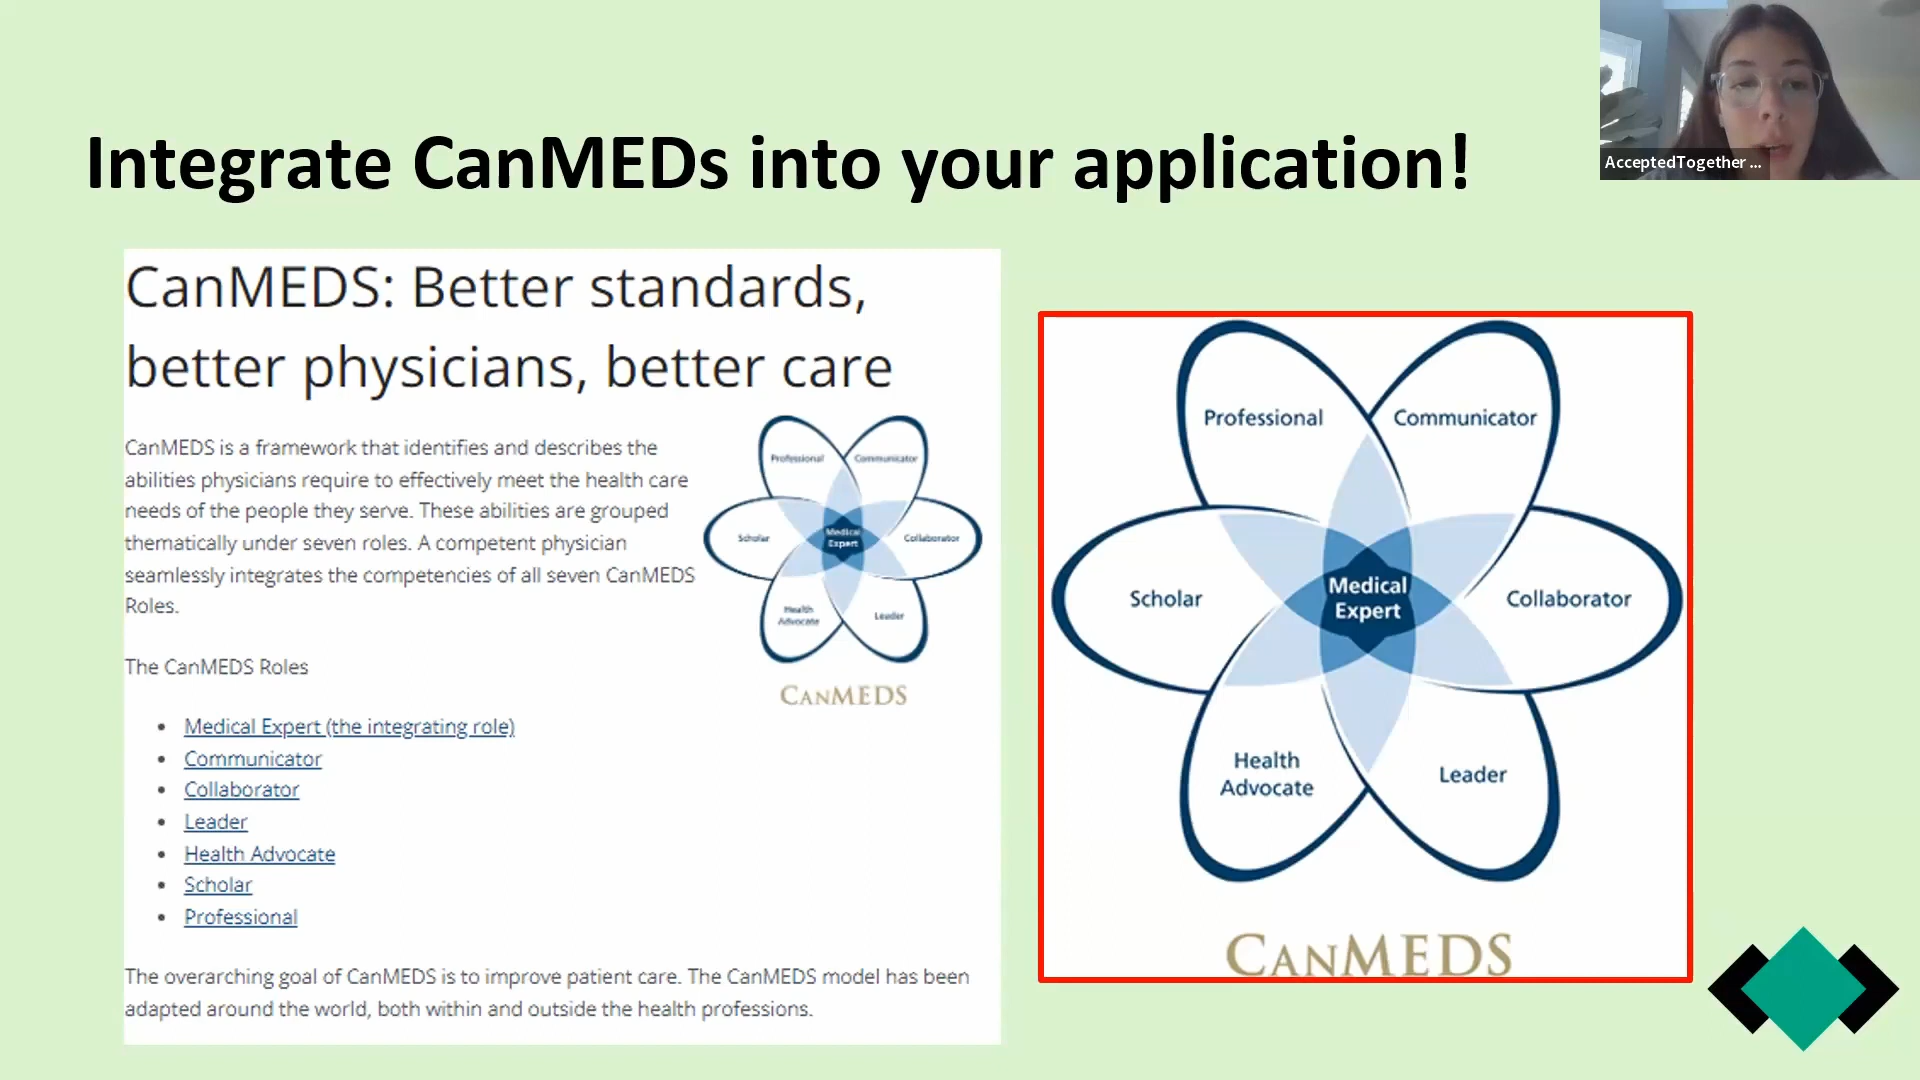 Integrate CanMEDs into your application!
AcceptedTogether ...
CanMEDS: Better standards,
better physicians, better care
CanMEDS is a framework that identifies and describes the
abilities physicians require to effectively meet the health care
needs of the people they serve. These abilities are grouped
thematically under seven roles. A competent physician
seamlessly integrates the competencies of all seven CanMEDS
Roles.
The CanMEDS Roles
• Medical Expert (the integrating role)
• Communicator
• Collaborator
• Leader
• Health Advocate
• Scholar
• Professional
The overarching goal of CanMEDS is to improve patient care. The CanMEDS model has been
adapted around the world, both within and outside the health professions.
Professional
Communicator
Scholar
Medical
Expert
Collaborator
Health
Advocate
Leader
CANMEDS
Professional
Communicator
Scholar
Medical
Expert
Collaborator
Health
Advocate
Leader
CANMEDS